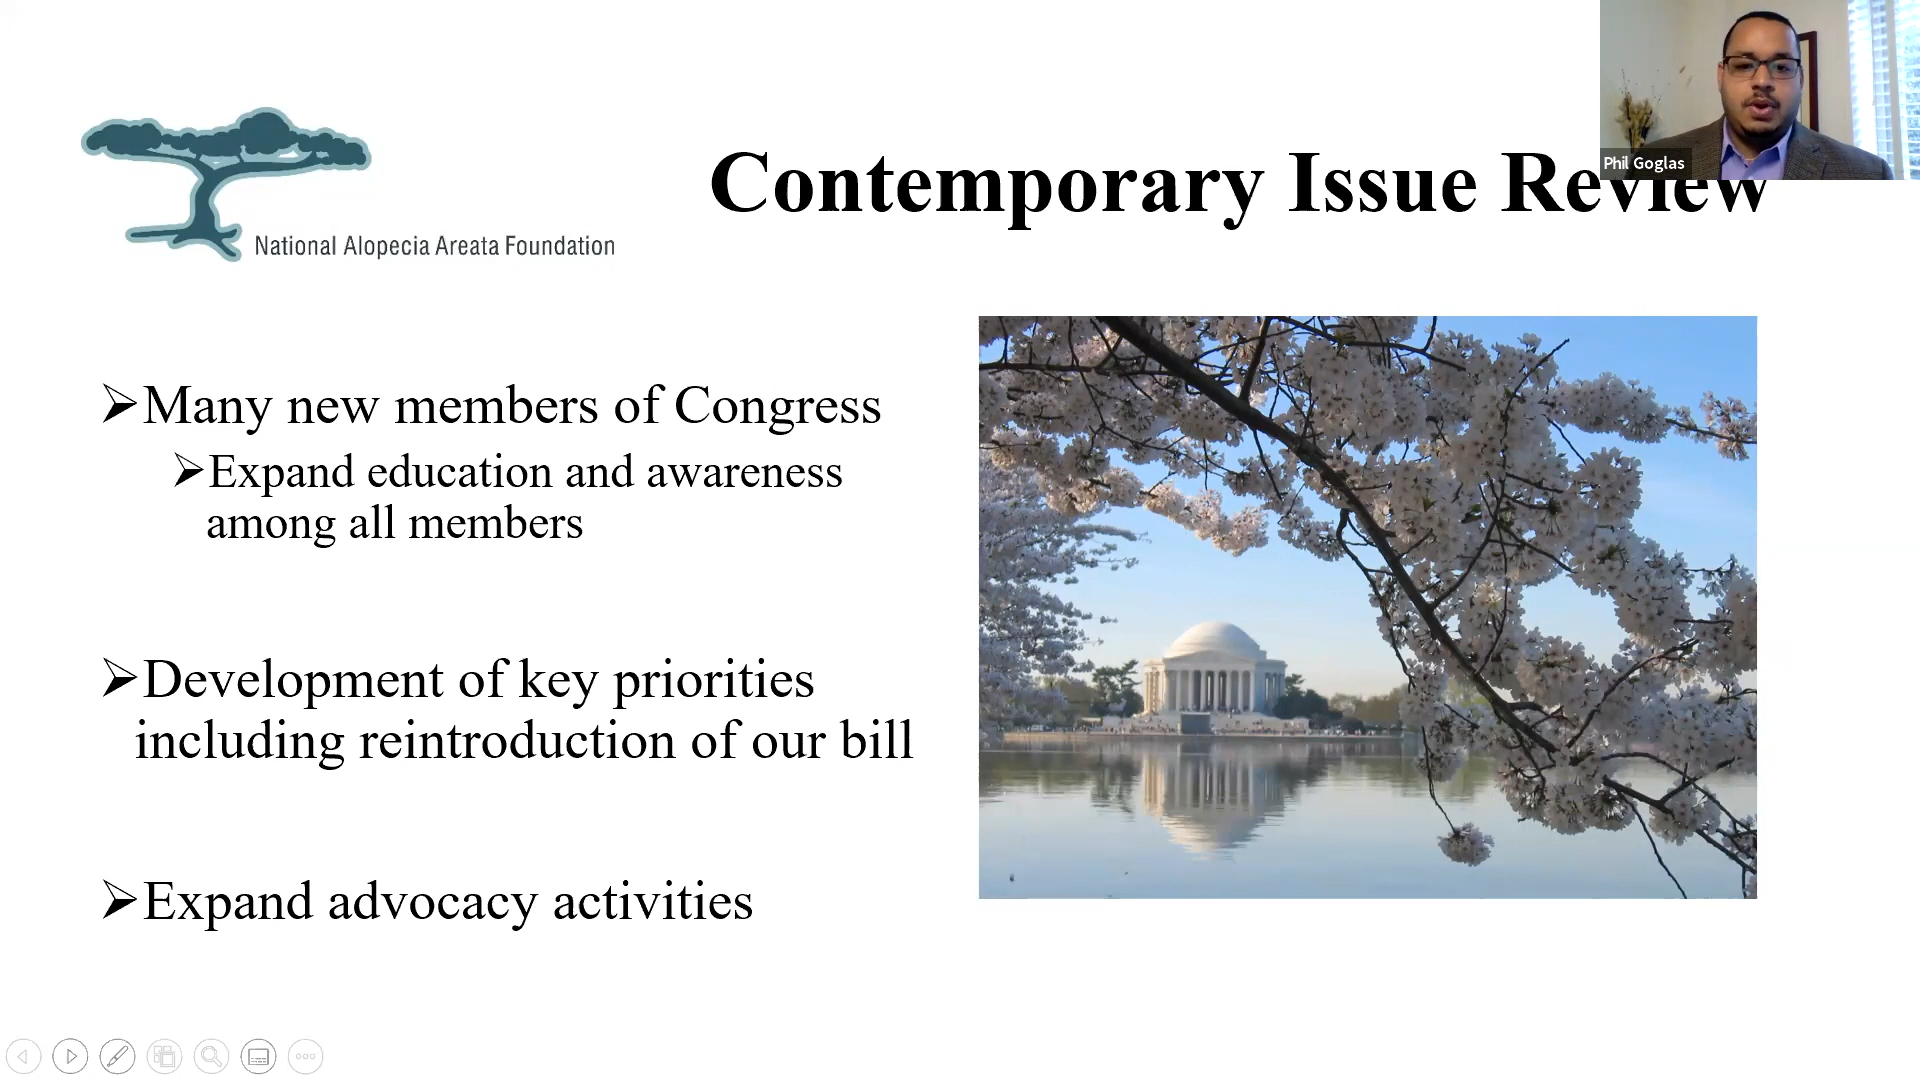 Phil Goglas
Contemporary Issue Review
National Alopecia Areata Foundation
➢Many new members of Congress
➢Expand education and awareness
among all members
➢Development of key priorities
including reintroduction of our bill
➢Expand advocacy activities